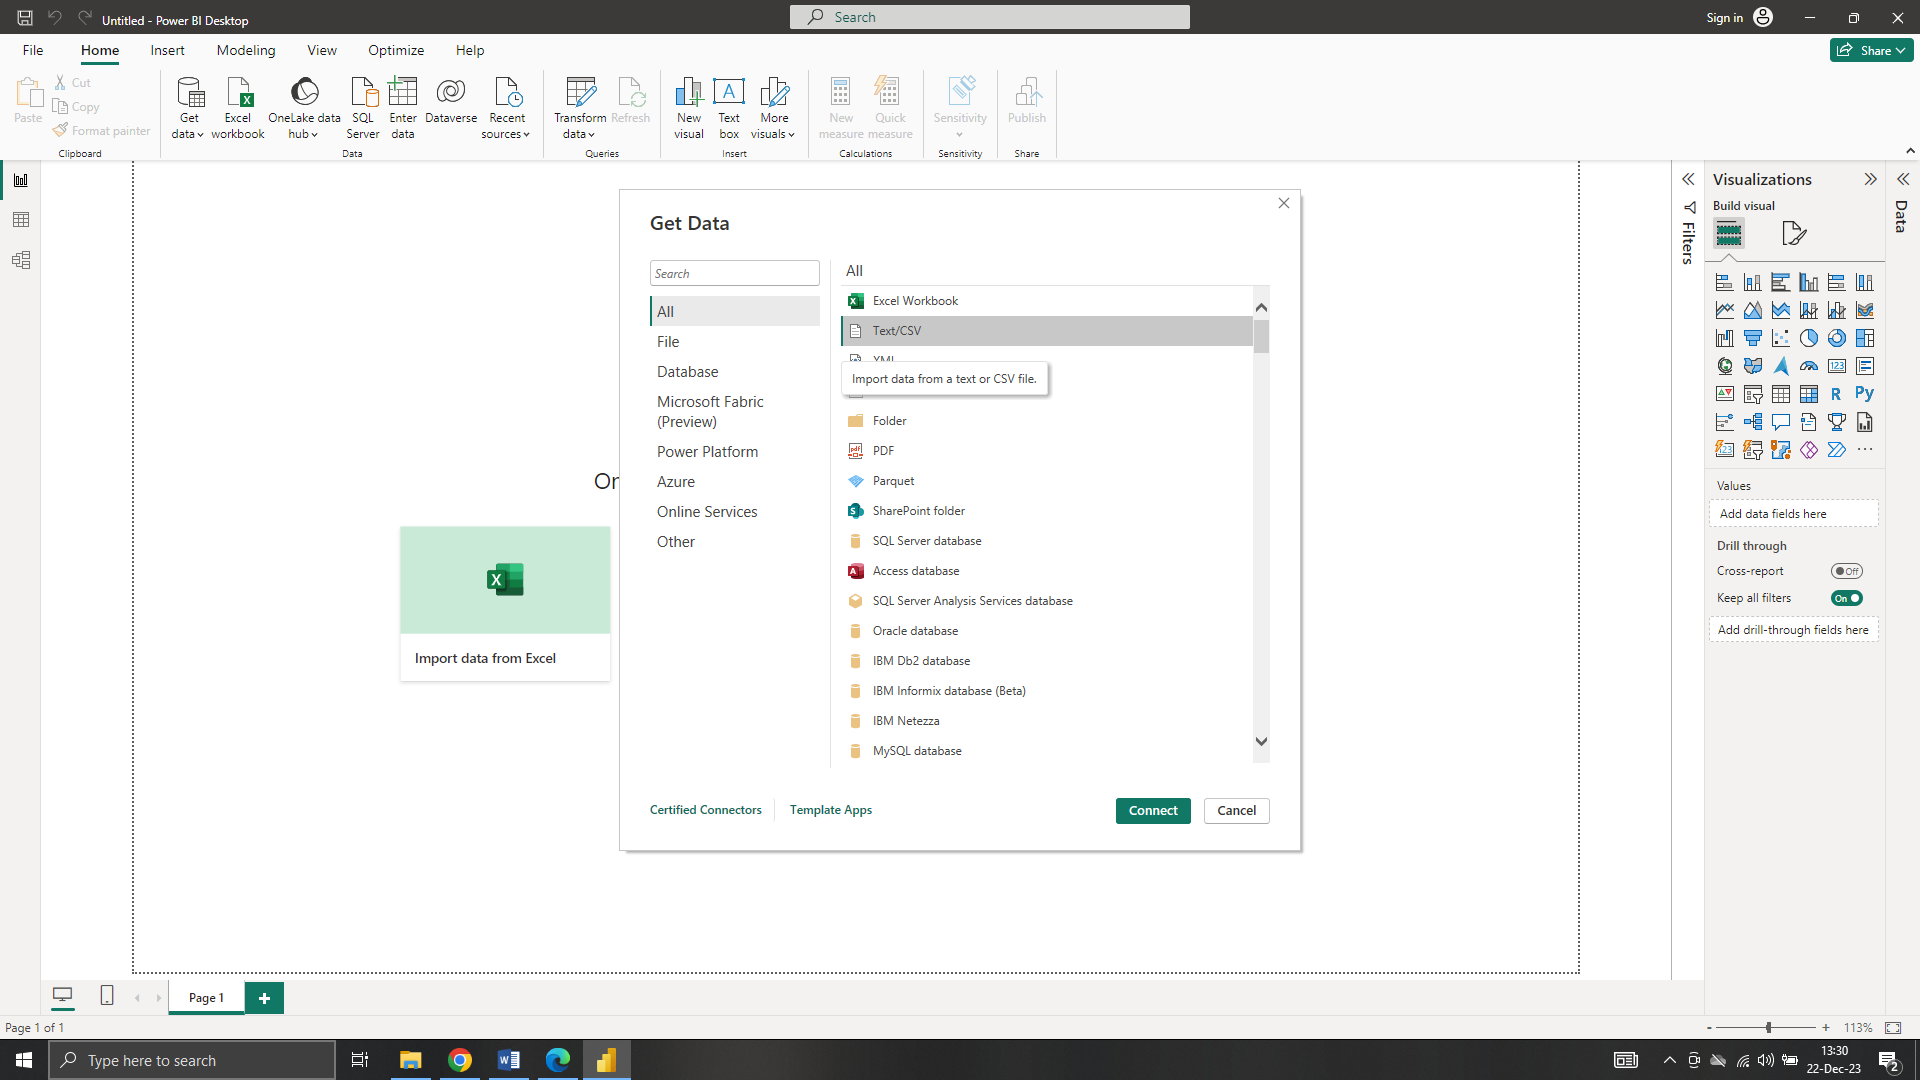 Untitled - Power BI Desktop
Search
Sign in
File
Home
Insert
Modeling
View
Optimize
Help
Share
Paste
Cut
Copy
Format painter
Clipboard
Get data
Excel workbook
OneLake data hub
SQL Server
Enter data
Dataverse
Recent sources
Data
Transform data
Refresh
Queries
New visual
Text box
More visuals
Insert
New measure
Quick measure
Calculations
Sensitivity
Sensitivity
Publish
Share
Get Data
Search
All
File
Database
Microsoft Fabric
(Preview)
Power Platform
Azure
Online Services
Other
All
Excel Workbook
Text/CSV
XML
Import data from a text or CSV file.
Folder
PDF
Parquet
SharePoint folder
SQL Server database
Access database
SQL Server Analysis Services database
Oracle database
IBM Db2 database
IBM Informix database (Beta)
IBM Netezza
MySQL database
Certified Connectors
Template Apps
Connect
Cancel
Import data from Excel
Filters
Visualizations
Build visual
123
R
Py
123
Values
Add data fields here
Drill through
Cross-report
Off
Keep all filters
On
Add drill-through fields here
Data
Page 1
Page 1 of 1
- + 113%
Type here to search
13:30
22-Dec-23
2